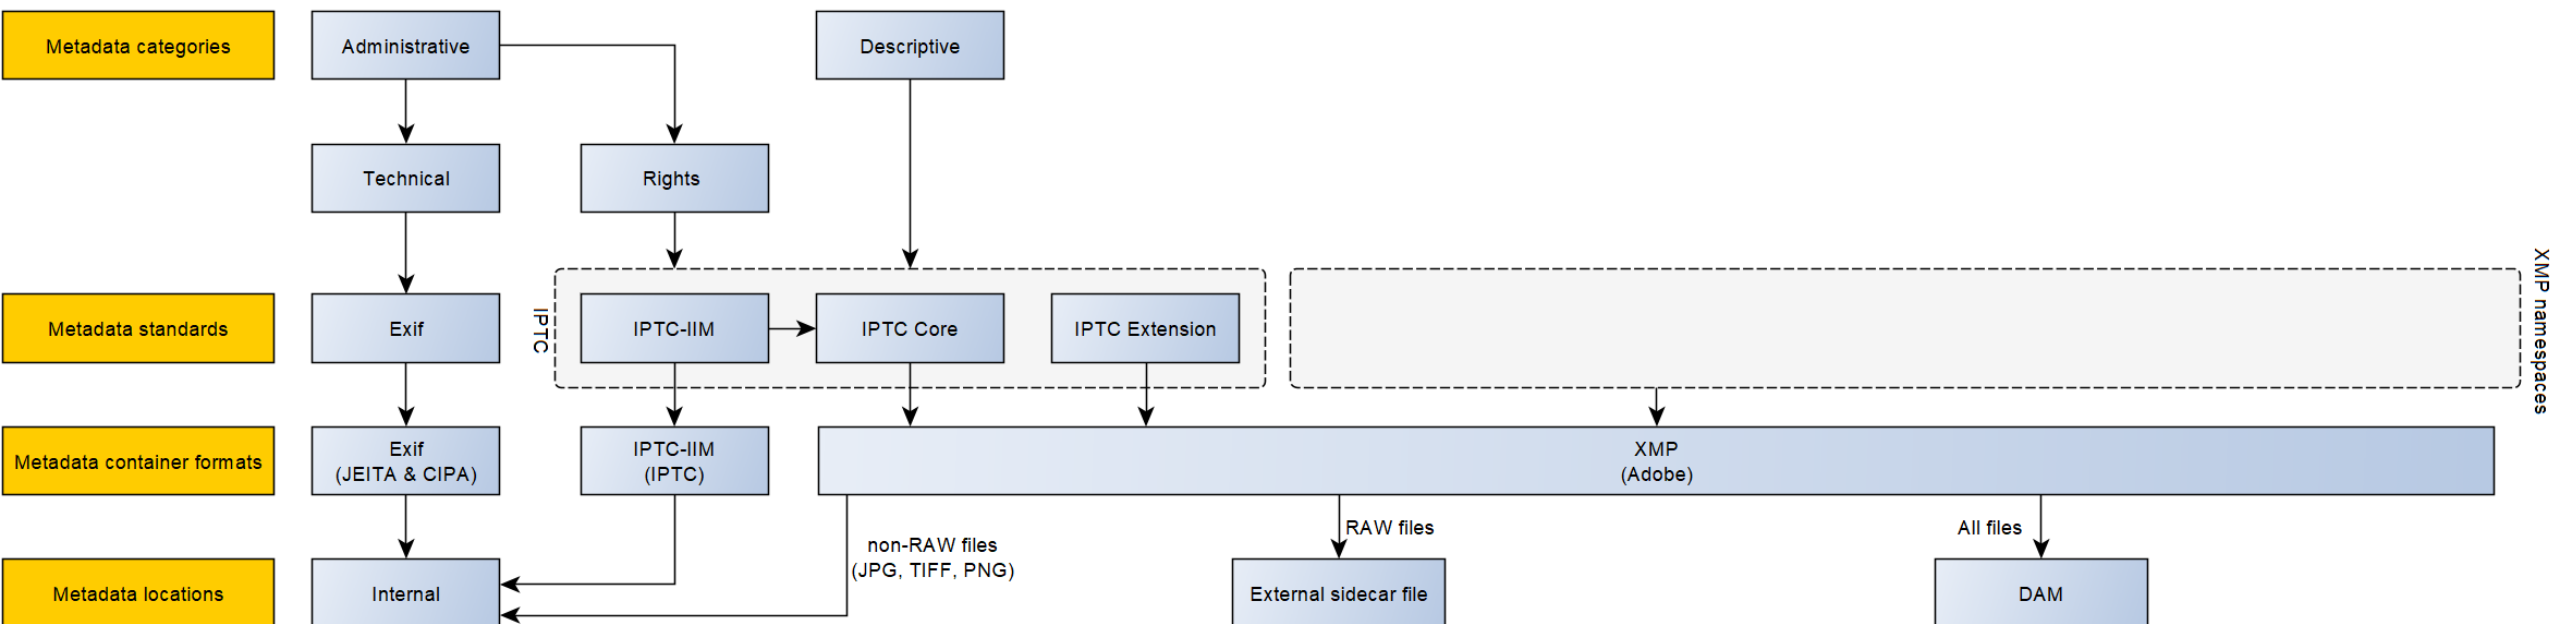 Metadata categories
Administrative
Descriptive
Technical
Rights
XMP namespaces
Metadata standards
Exif
IPTC
IPTC-IIM
IPTC Core
IPTC Extension
Metadata container formats
Exif
(JEITA & CIPA)
IPTC-IIM
(IPTC)
XMP
(Adobe)
non-RAW files
(JPG, TIFF, PNG)
RAW files
All files
Metadata locations
Internal
External sidecar file
DAM